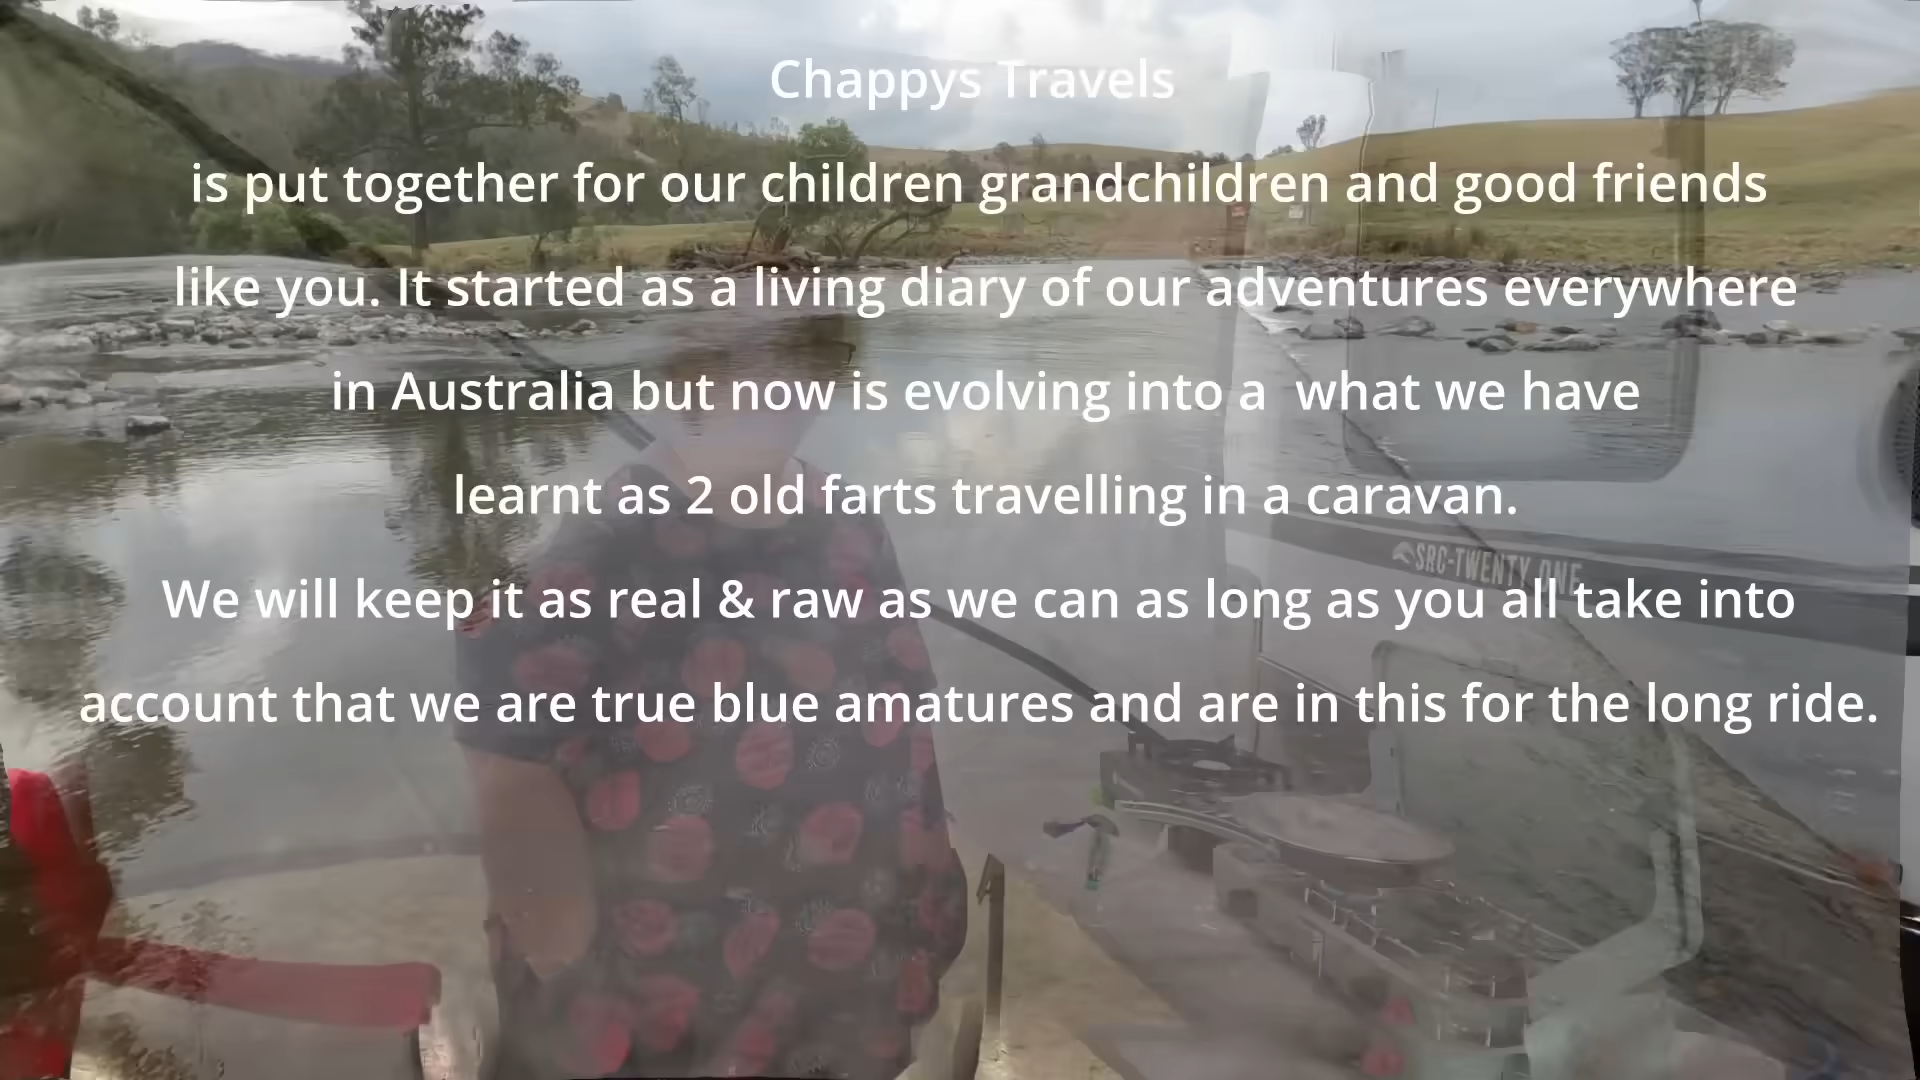 Chappys Travels
is put together for our children grandchildren and good friends
like you. It started as a living diary of our adventures everywhere
in Australia but now is evolving into a  what we have
learnt as 2 old farts travelling in a caravan.
SRC-TWENTY ONE
We will keep it as real & raw as we can as long as you all take into
account that we are true blue amatures and are in this for the long ride.